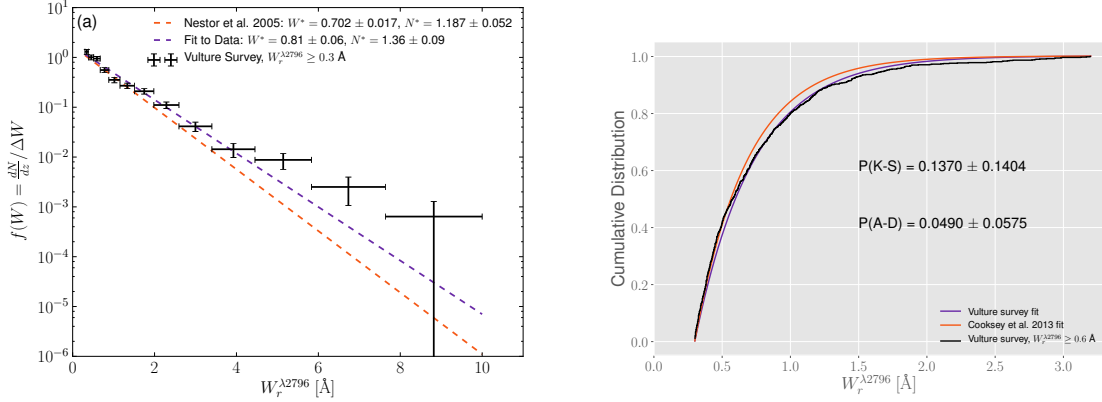 (a)
Nestor et al. 2005: W* = 0.702 ± 0.017, N* = 1.187 ± 0.052
Fit to Data: W* = 0.81 ± 0.06, N* = 1.36 ± 0.09
Vulture Survey, W_r^{λ2796} ≥ 0.3 Å
10^1
10^0
10^{-1}
10^{-2}
10^{-3}
10^{-4}
10^{-5}
10^{-6}
f(W) = \frac{dN}{dz}/ΔW
0 2 4 6 8 10
W_r^{λ2796} [Å]
1.0
0.8
0.6
0.4
0.2
0.0
Cumulative Distribution
P(K-S) = 0.1370 ± 0.1404
P(A-D) = 0.0490 ± 0.0575
Vulture survey fit
Cooksey et al. 2013 fit
Vulture survey, W_r^{λ2796} ≥ 0.6 Å
0.0 0.5 1.0 1.5 2.0 2.5 3.0
W_r^{λ2796} [Å]